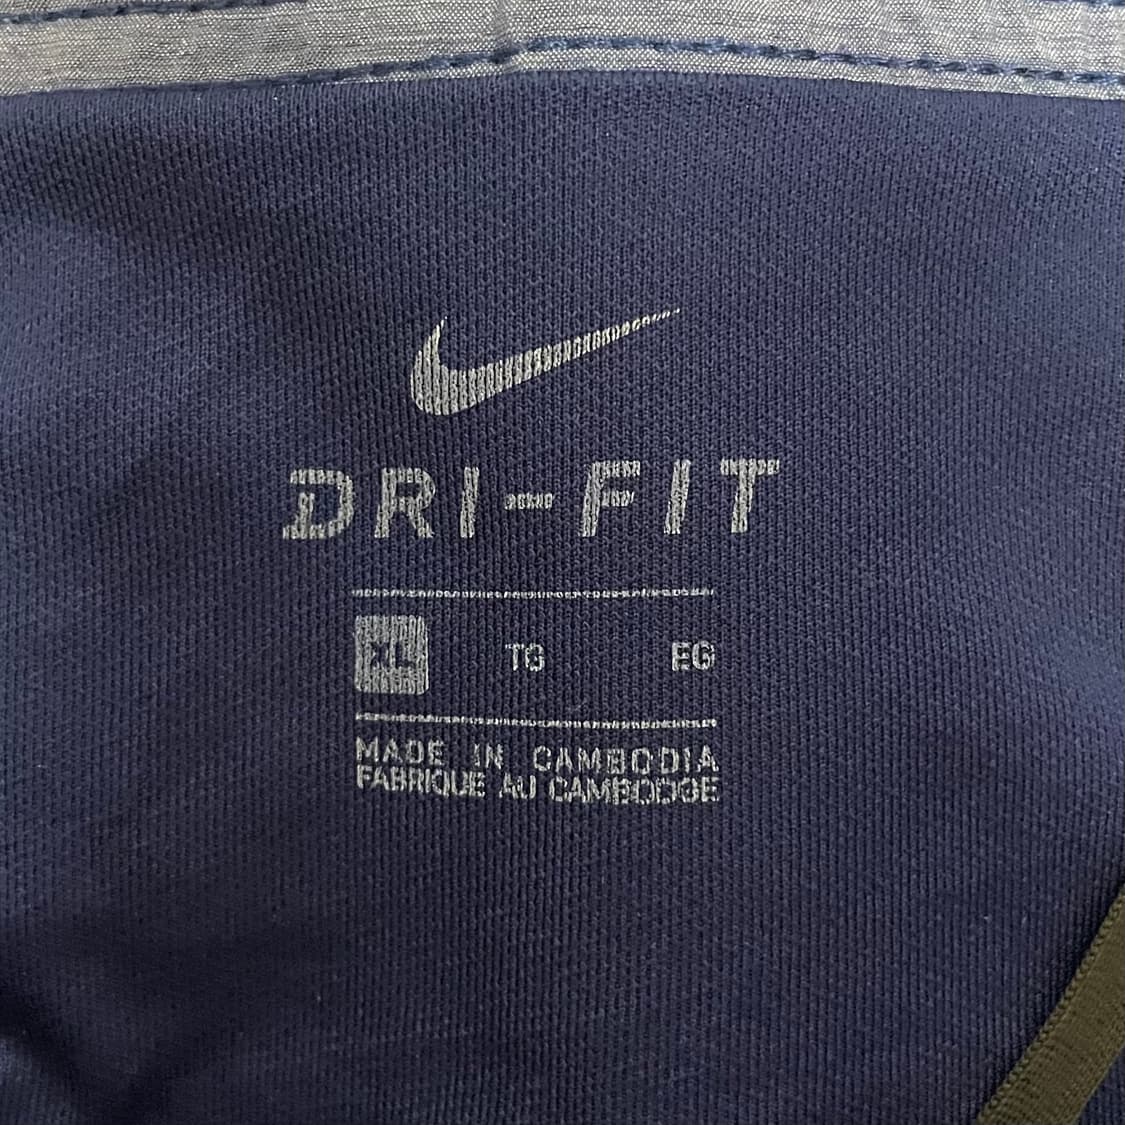 DRI-FIT
XL TG EG
MADE IN CAMBODIA
FABRIQUE AU CAMBODGE